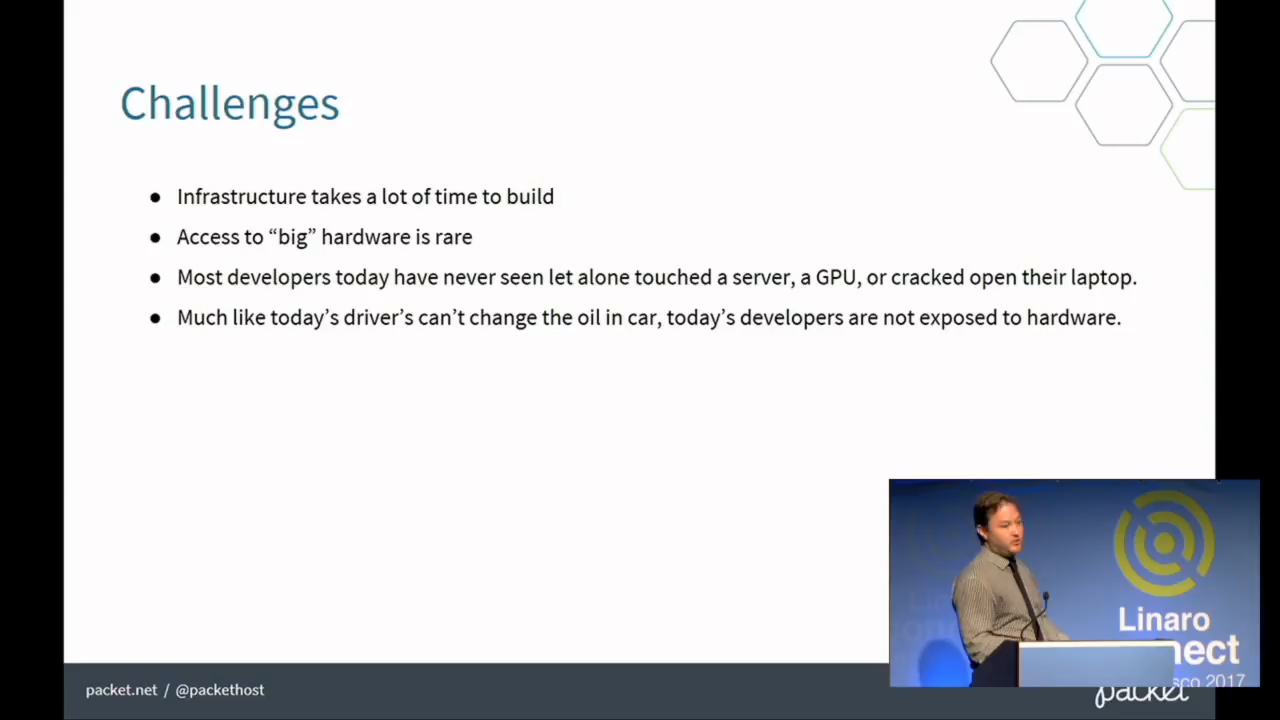 Challenges
● Infrastructure takes a lot of time to build
● Access to “big” hardware is rare
● Most developers today have never seen let alone touched a server, a GPU, or cracked open their laptop.
● Much like today’s driver’s can’t change the oil in car, today’s developers are not exposed to hardware.
Linaro
nect
sco 2017
packet.net / @packethost
packet